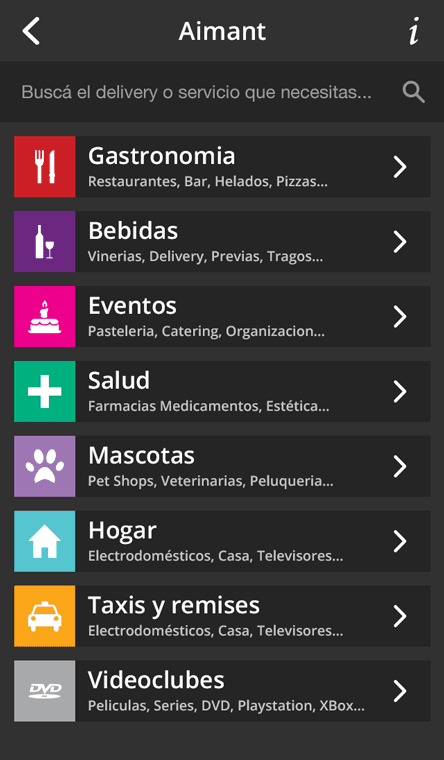 Aimant
i
Buscá el delivery o servicio que necesitas...
Gastronomia
Restaurantes, Bar, Helados, Pizzas...
Bebidas
Vinerias, Delivery, Previas, Tragos...
Eventos
Pasteleria, Catering, Organizacion...
Salud
Farmacias Medicamentos, Estética...
Mascotas
Pet Shops, Veterinarias, Peluqueria...
Hogar
Electrodomésticos, Casa, Televisores...
Taxis y remises
Electrodomésticos, Casa, Televisores...
DVD
Videoclubes
Peliculas, Series, DVD, Playstation, XBox...